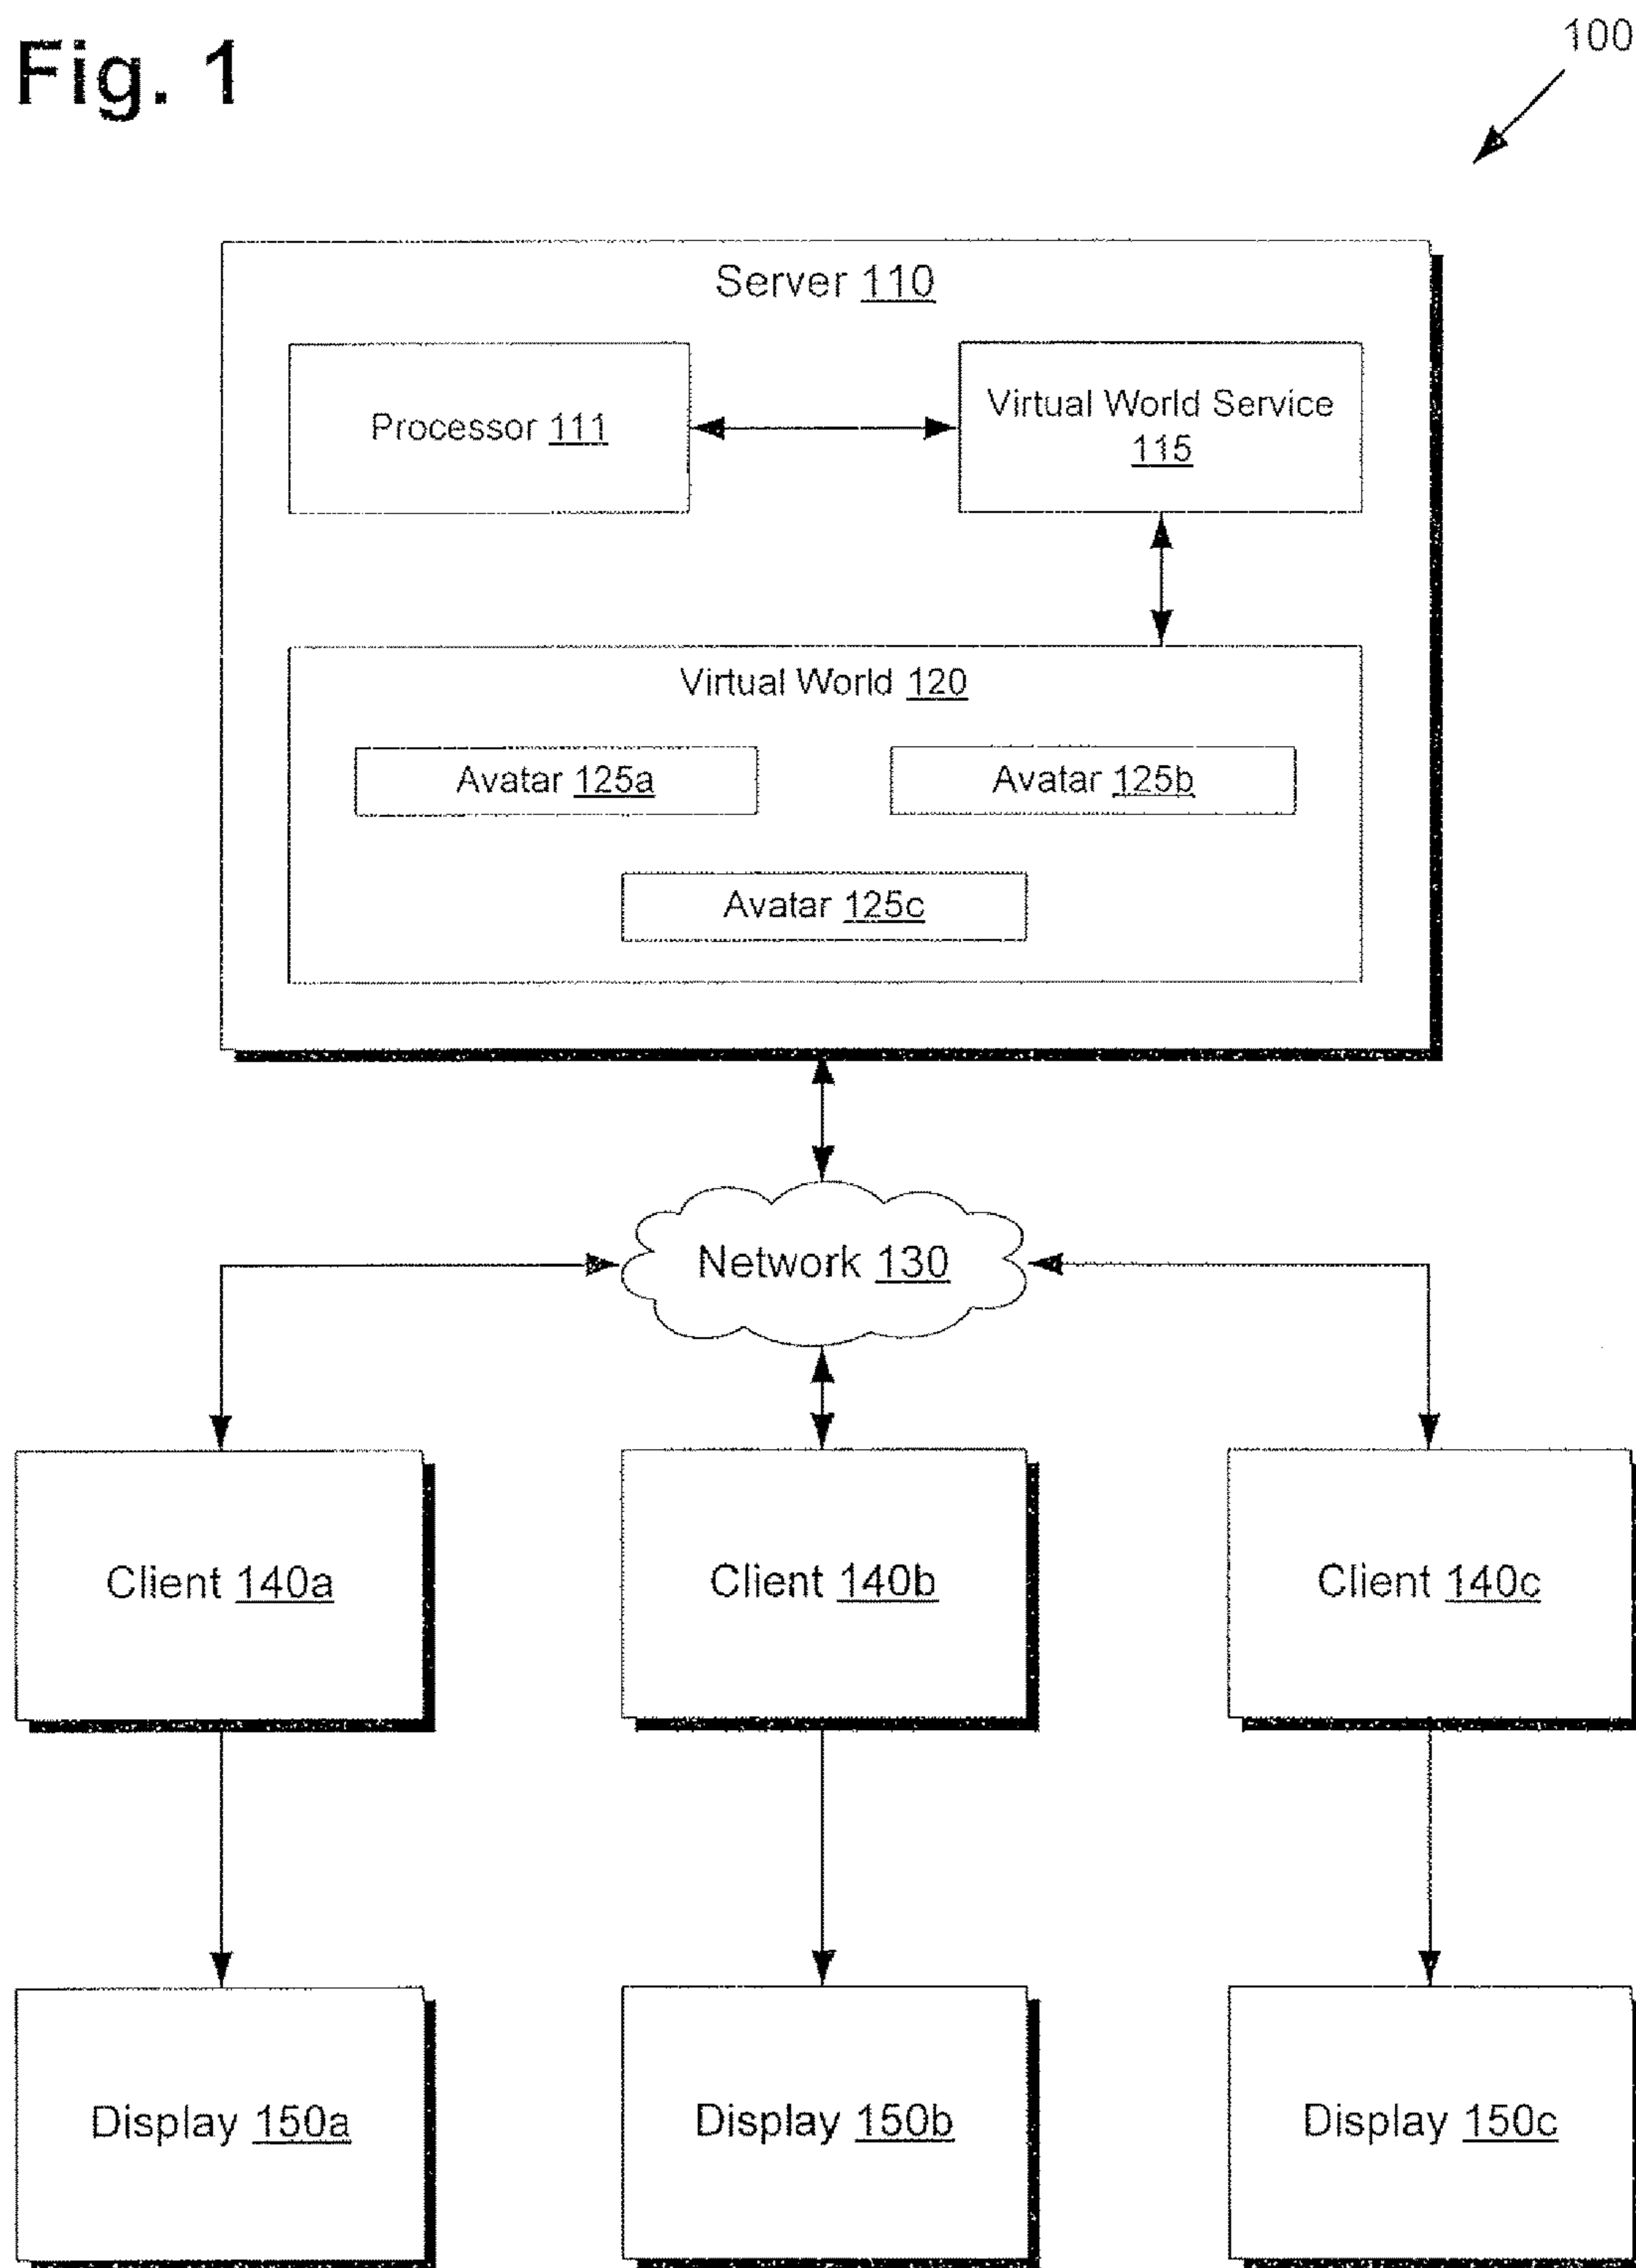 Fig. 1
100
Server 110
Processor 111
Virtual World Service
115
Virtual World 120
Avatar 125a
Avatar 125b
Avatar 125c
Network 130
Client 140a
Client 140b
Client 140c
Display 150a
Display 150b
Display 150c